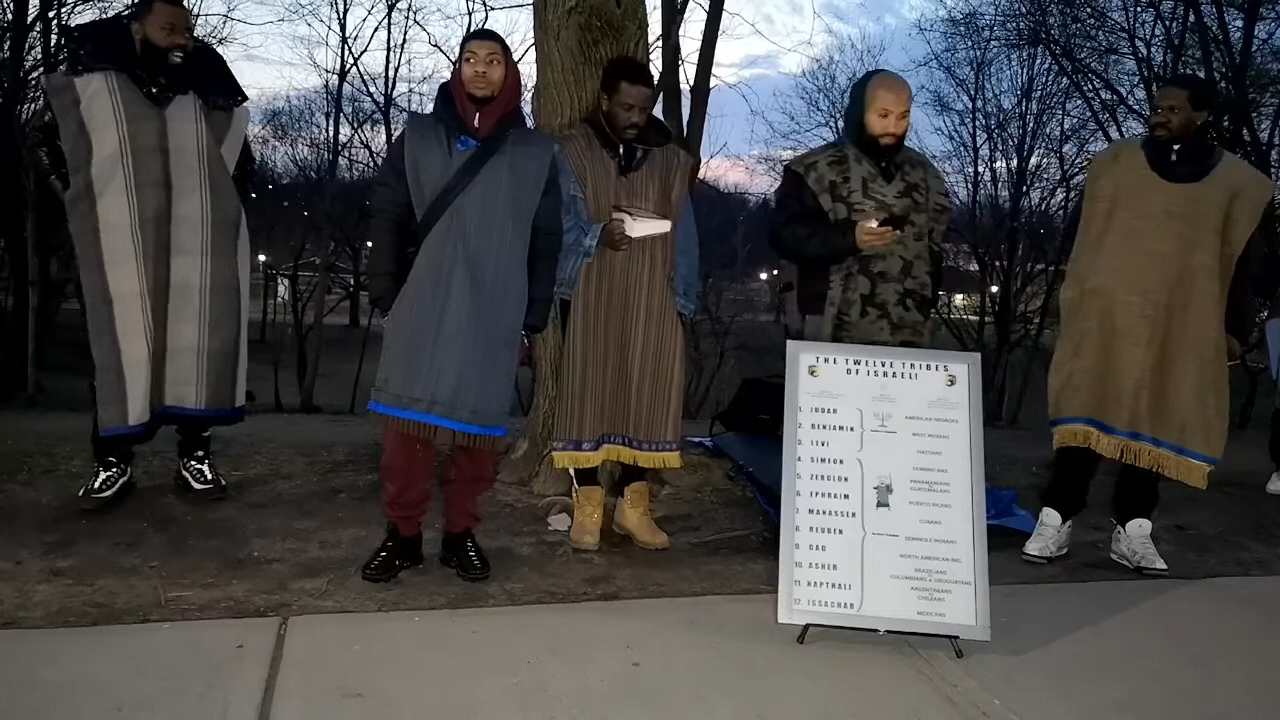 THE TWELVE TRIBES
OF ISRAEL!
1. JUDAH
AMERICAN NEGROES
2. BENJAMIN
WEST INDIANS
3. LEVI
HAITIANS
4. SIMEON
DOMINICANS
5. ZEBULON
PANAMANIANS
GUATEMALANS
6. EPHRAIM
PUERTO RICANS
7. MANASSEH
CUBANS
8. REUBEN
SEMINOLE INDIANS
9. GAD
NORTH AMERICAN IND.
10. ASHER
BRAZILIANS
COLUMBIANS & URUGUAYANS
11. NAPTHALI
ARGENTINIANS
CHILEANS
12. ISSACHAR
MEXICANS